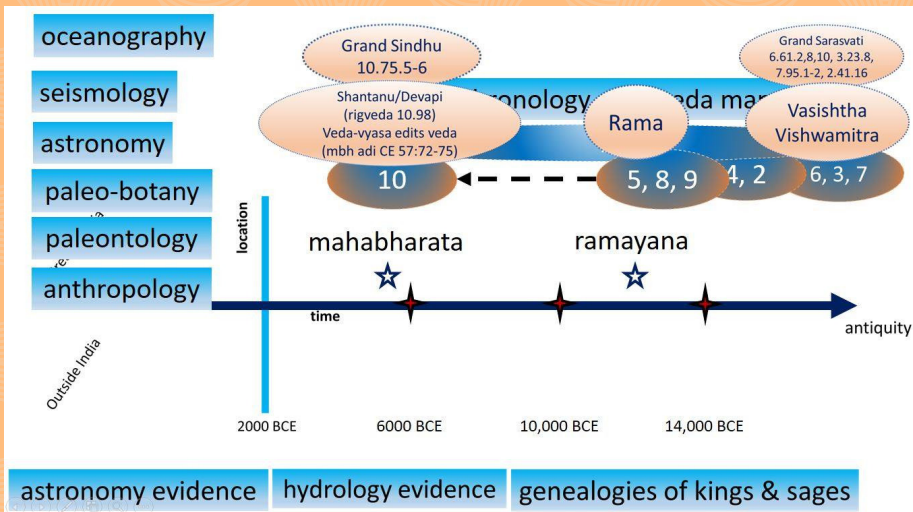 oceanography
seismology
astronomy
paleo-botany
paleontology
anthropology
Grand Sindhu
10.75.5-6
Shantanu/Devapi
(rigveda 10.98)
Veda-vyasa edits veda
(mbh adi CE 57:72-75)
Rama
Grand Sarasvati
6.61.2,8,10, 3.23.8,
7.95.1-2, 2.41.16
Vasishtha
Vishwamitra
10
5, 8, 9
4, 2
6, 3, 7
location
mahabharata
ramayana
time
antiquity
Outside India
2000 BCE
6000 BCE
10,000 BCE
14,000 BCE
astronomy evidence
hydrology evidence
genealogies of kings & sages